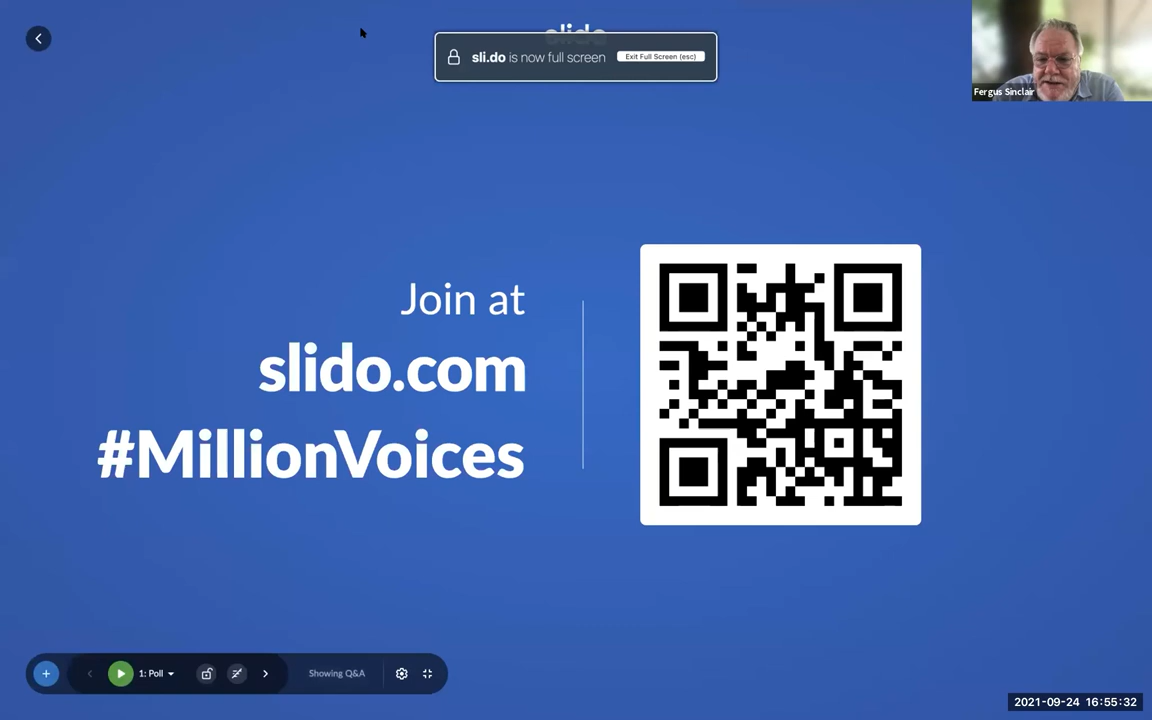 slido
sli.do is now full screen
Exit Full Screen (esc)
Fergus Sinclair
Join at
slido.com
#MillionVoices
1: Poll
Showing Q&A
2021-09-24 16:55:32